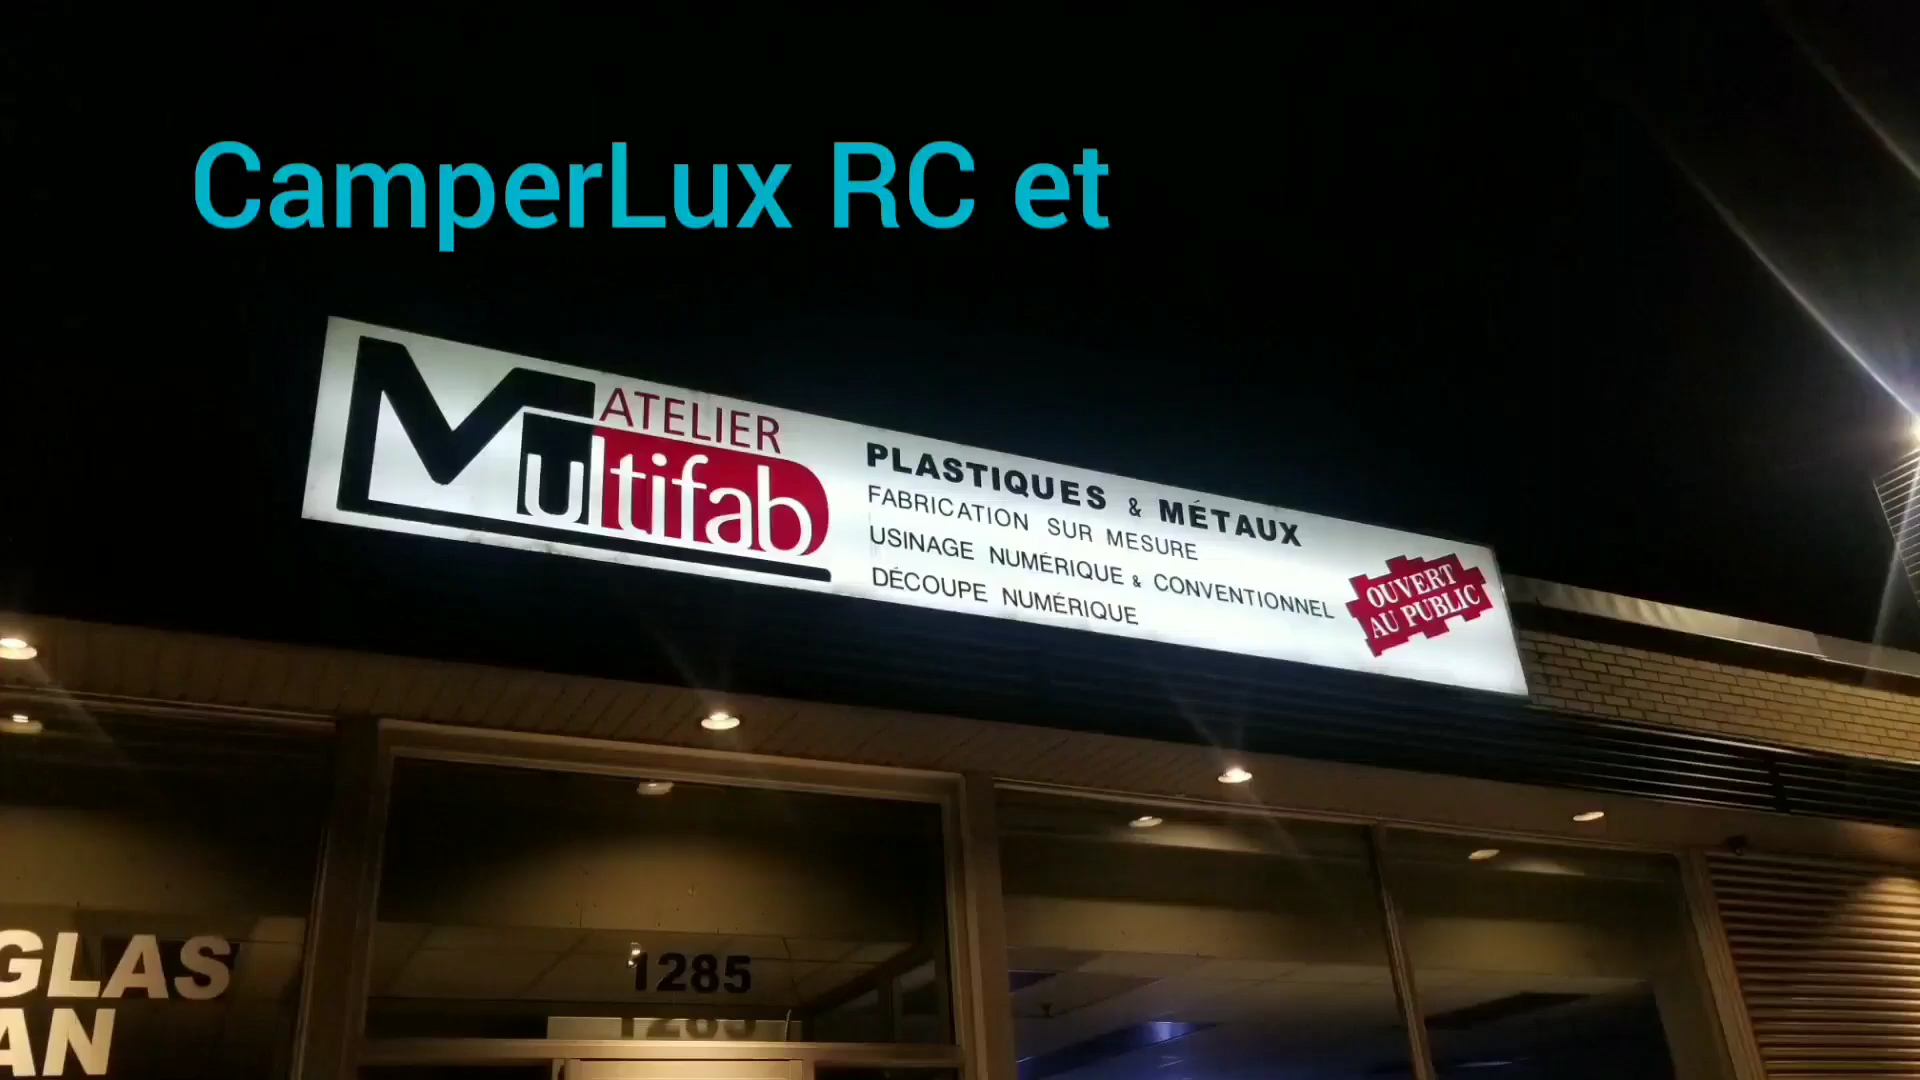 CamperLux RC et
ATELIER
Multifab
PLASTIQUES & MÉTAUX
FABRICATION SUR MESURE
USINAGE NUMÉRIQUE & CONVENTIONNEL
DÉCOUPE NUMÉRIQUE
OUVERT
AU PUBLIC
1285
GLAS
AN